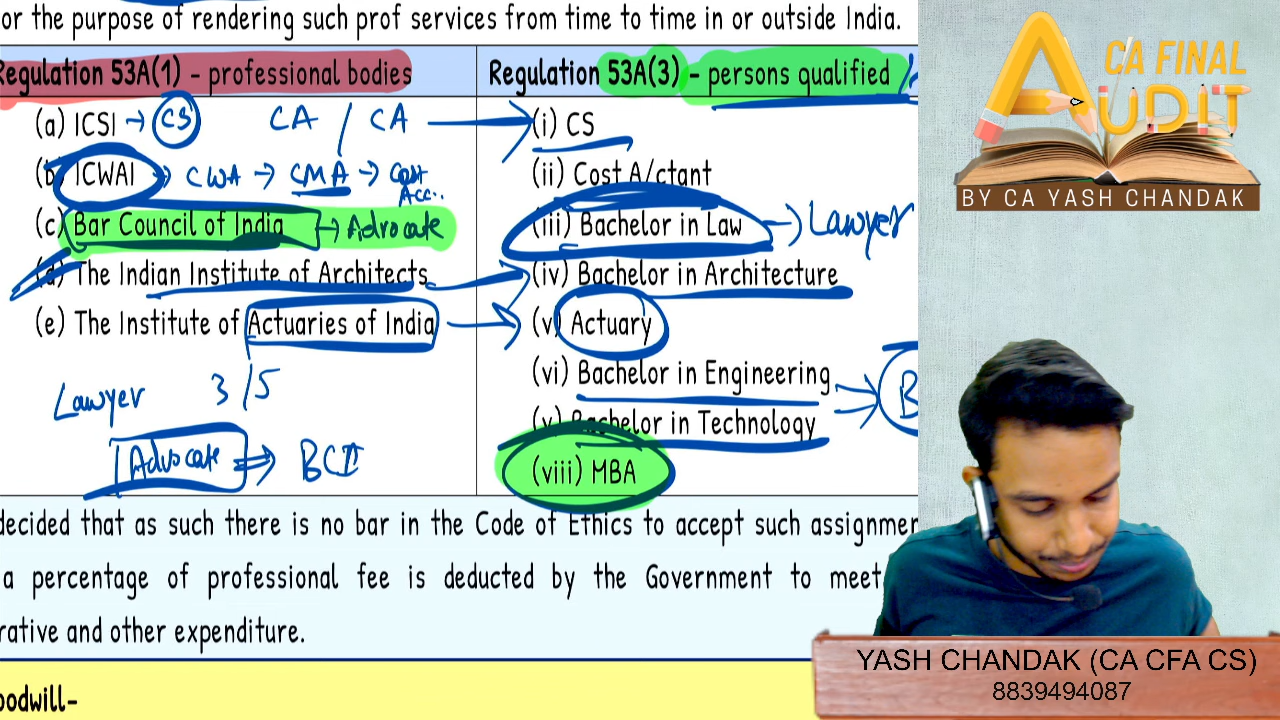 or the purpose of rendering such prof services from time to time in or outside India.
Regulation 53A(1) - professional bodies
(a) ICSI → CS CA / CA
(b) ICWAI → CWA → CMA → Cost Acc..
(c) Bar Council of India → Advocate
(d) The Indian Institute of Architects
(e) The Institute of Actuaries of India
Lawyer 3/5
Advocate ⇒ BCI
Regulation 53A(3) - persons qualified
(i) CS
(ii) Cost A/ctant
(iii) Bachelor in Law → Lawyer
(iv) Bachelor in Architecture
(v) Actuary
(vi) Bachelor in Engineering
(v) Bachelor in Technology
B
(viii) MBA
decided that as such there is no bar in the Code of Ethics to accept such assignmen
a percentage of professional fee is deducted by the Government to meet
rative and other expenditure.
oodwill-
CA FINAL
AUDIT
BY CA YASH CHANDAK
YASH CHANDAK (CA CFA CS)
8839494087